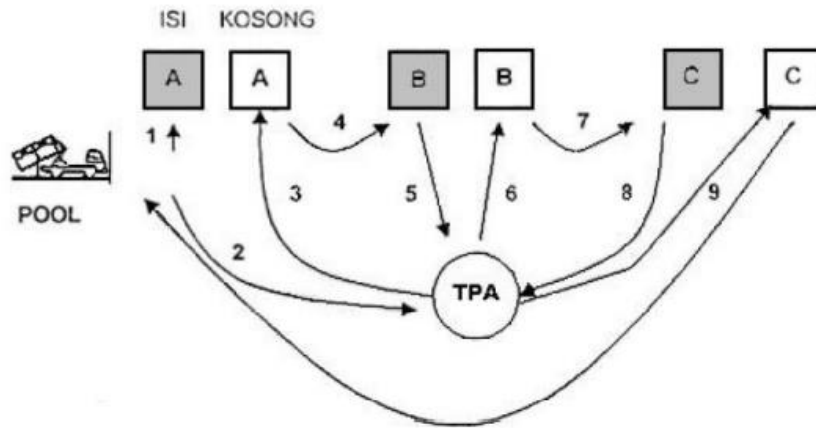 ISI KOSONG
A A B B C C
1 4 7
POOL
3 5 6 8 9
2
TPA